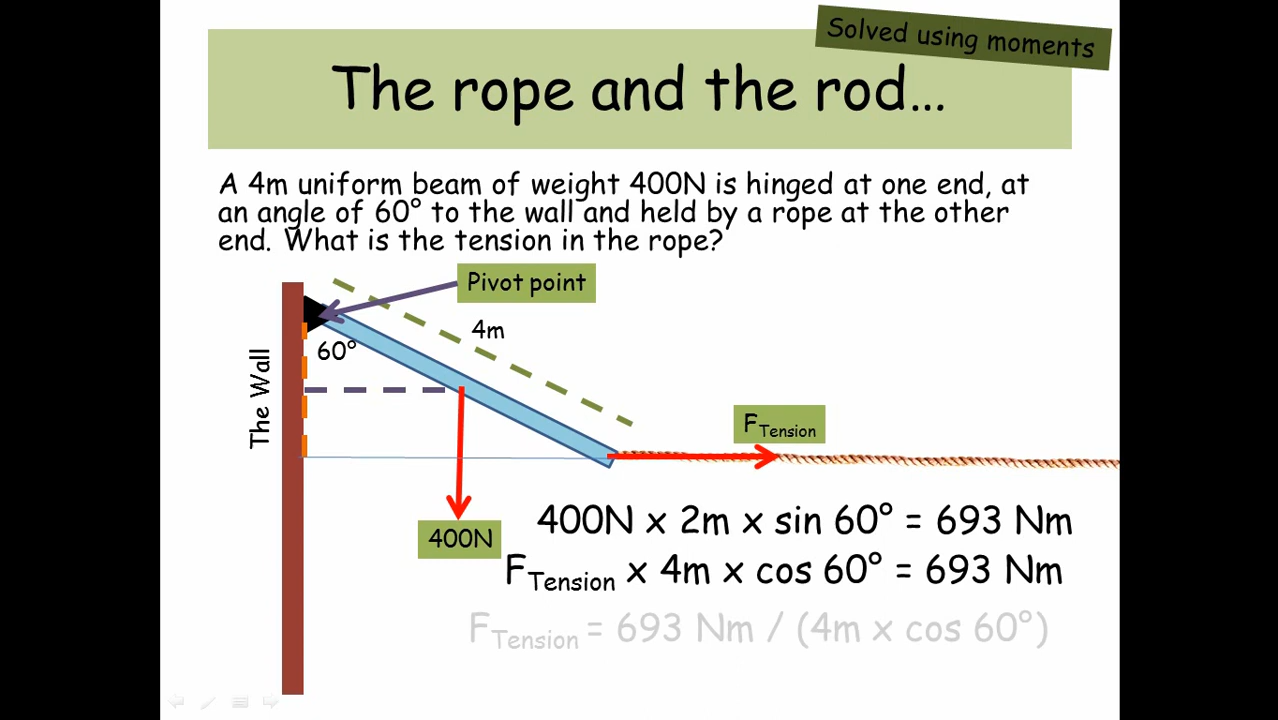 Solved using moments
The rope and the rod...
A 4m uniform beam of weight 400N is hinged at one end, at
an angle of 60° to the wall and held by a rope at the other
end. What is the tension in the rope?
Pivot point
4m
60°
The Wall
FTension
400N
400N x 2m x sin 60° = 693 Nm
FTension x 4m x cos 60° = 693 Nm
FTension = 693 Nm / (4m x cos 60°)